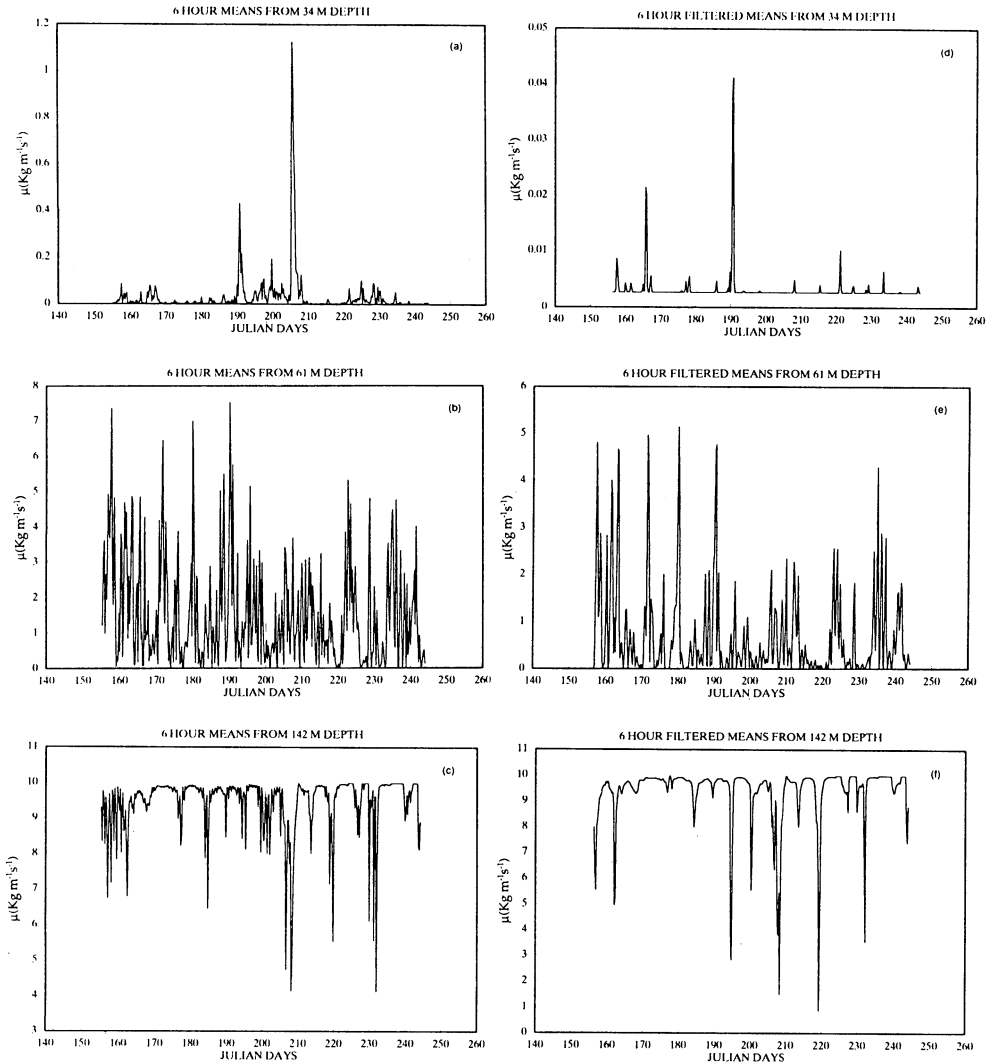 6 HOUR MEANS FROM 34 M DEPTH
(a)
1.2
1
0.8
0.6
0.4
0.2
0
μ(Kg m-1s-1)
140 150 160 170 180 190 200 210 220 230 240 250 260
JULIAN DAYS
6 HOUR FILTERED MEANS FROM 34 M DEPTH
(d)
0.05
0.04
0.03
0.02
0.01
0.004
μ(Kg m-1s-1)
140 150 160 170 180 190 200 210 220 230 240 250 260
JULIAN DAYS
6 HOUR MEANS FROM 61 M DEPTH
(b)
8
7
6
5
4
3
2
1
0
μ(Kg m-1s-1)
140 150 160 170 180 190 200 210 220 230 240 250 260
JULIAN DAYS
6 HOUR FILTERED MEANS FROM 61 M DEPTH
(e)
6
5
4
3
2
1
0
μ(Kg m-1s-1)
140 150 160 170 180 190 200 210 220 230 240 250 260
JULIAN DAYS
6 HOUR MEANS FROM 142 M DEPTH
(c)
11
10
9
8
7
6
5
4
3
μ(Kg m-1s-1)
140 150 160 170 180 190 200 210 220 230 240 250 260
JULIAN DAYS
6 HOUR FILTERED MEANS FROM 142 M DEPTH
(f)
11
10
9
8
7
6
5
4
3
2
1
0
μ(Kg m-1s-1)
140 150 160 170 180 190 200 210 220 230 240 250 260
JULIAN DAYS